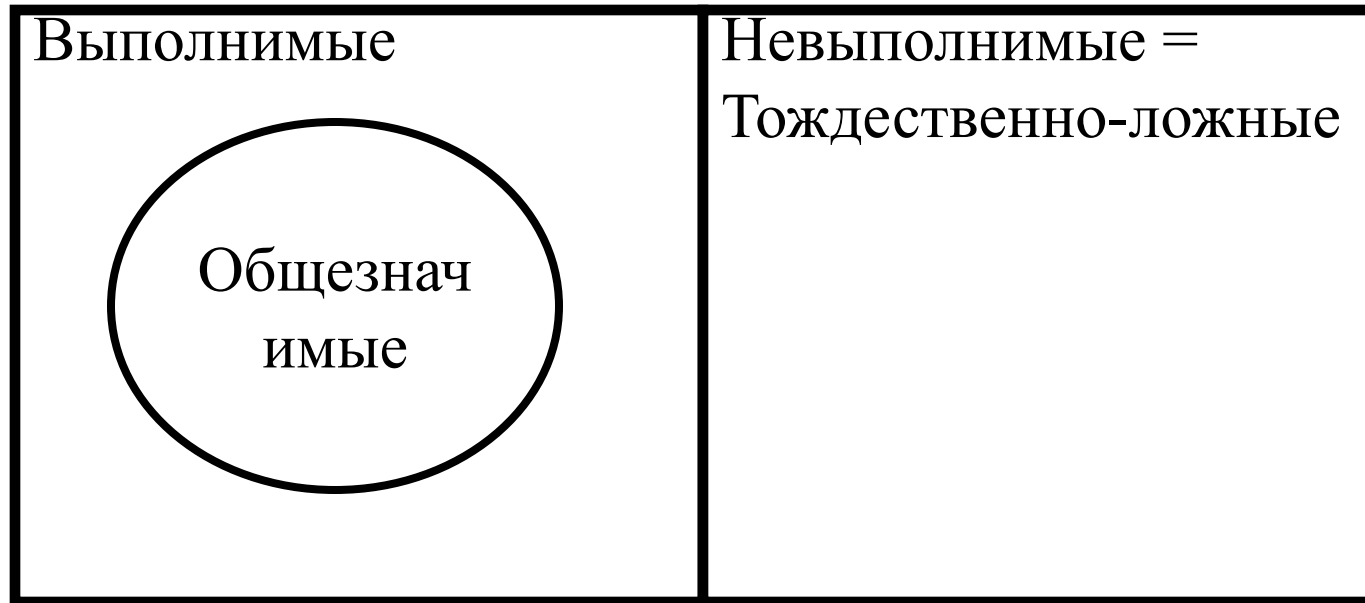 Выполнимые
Невыполнимые =
Тождественно-ложные
Общезнач
имые